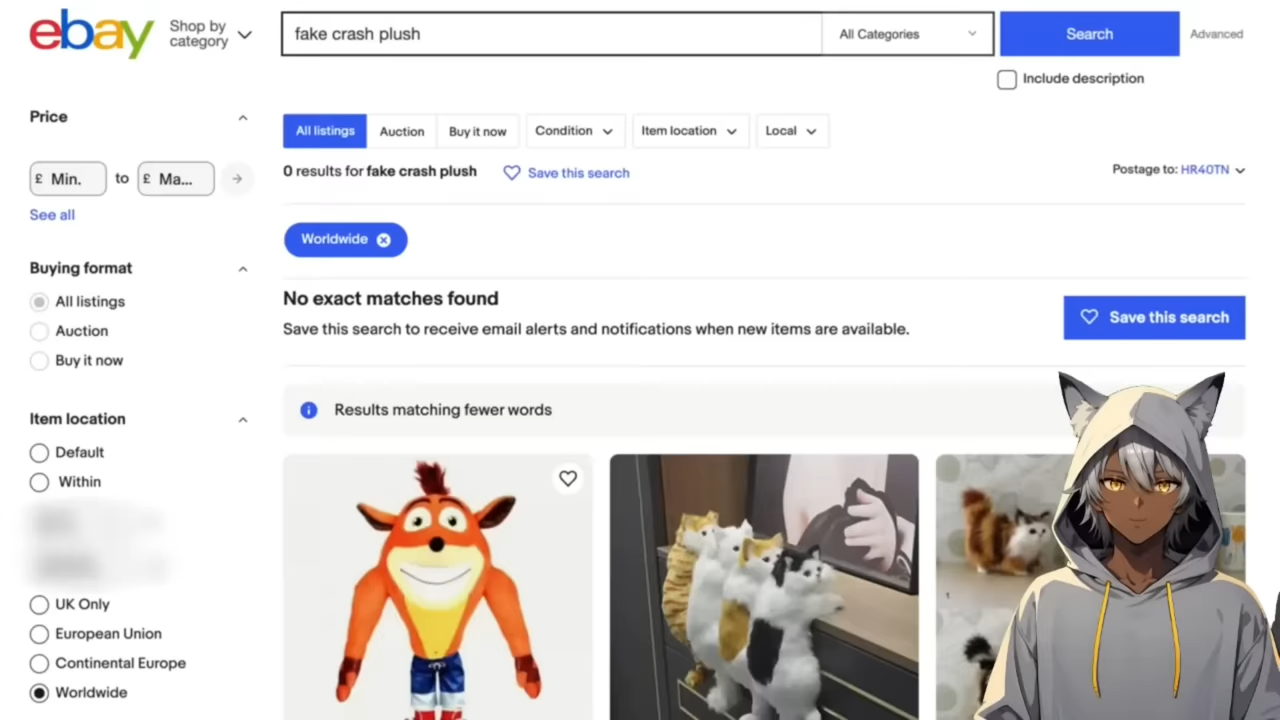 ebay
Shop by
category
fake crash plush
All Categories
Search
Advanced
Include description
Price
£ Min.
to
£ Ma...
See all
All listings
Auction
Buy it now
Condition
Item location
Local
0 results for fake crash plush
Save this search
Postage to: HR40TN
Worldwide
Buying format
All listings
Auction
Buy it now
No exact matches found
Save this search to receive email alerts and notifications when new items are available.
Save this search
Results matching fewer words
Item location
Default
Within
UK Only
European Union
Continental Europe
Worldwide